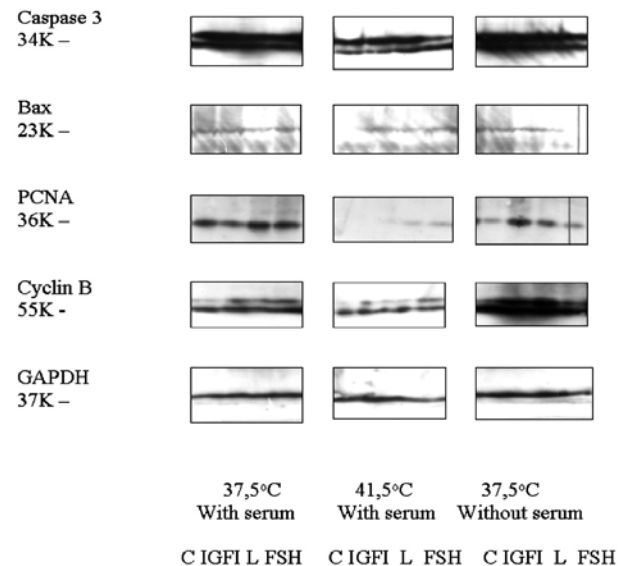 Caspase 3
34K –
Bax
23K –
PCNA
36K –
Cyclin B
55K -
GAPDH
37K –
37,5°C 41,5°C 37,5°C
With serum With serum Without serum
C IGFI L FSH C IGFI L FSH C IGFI L FSH